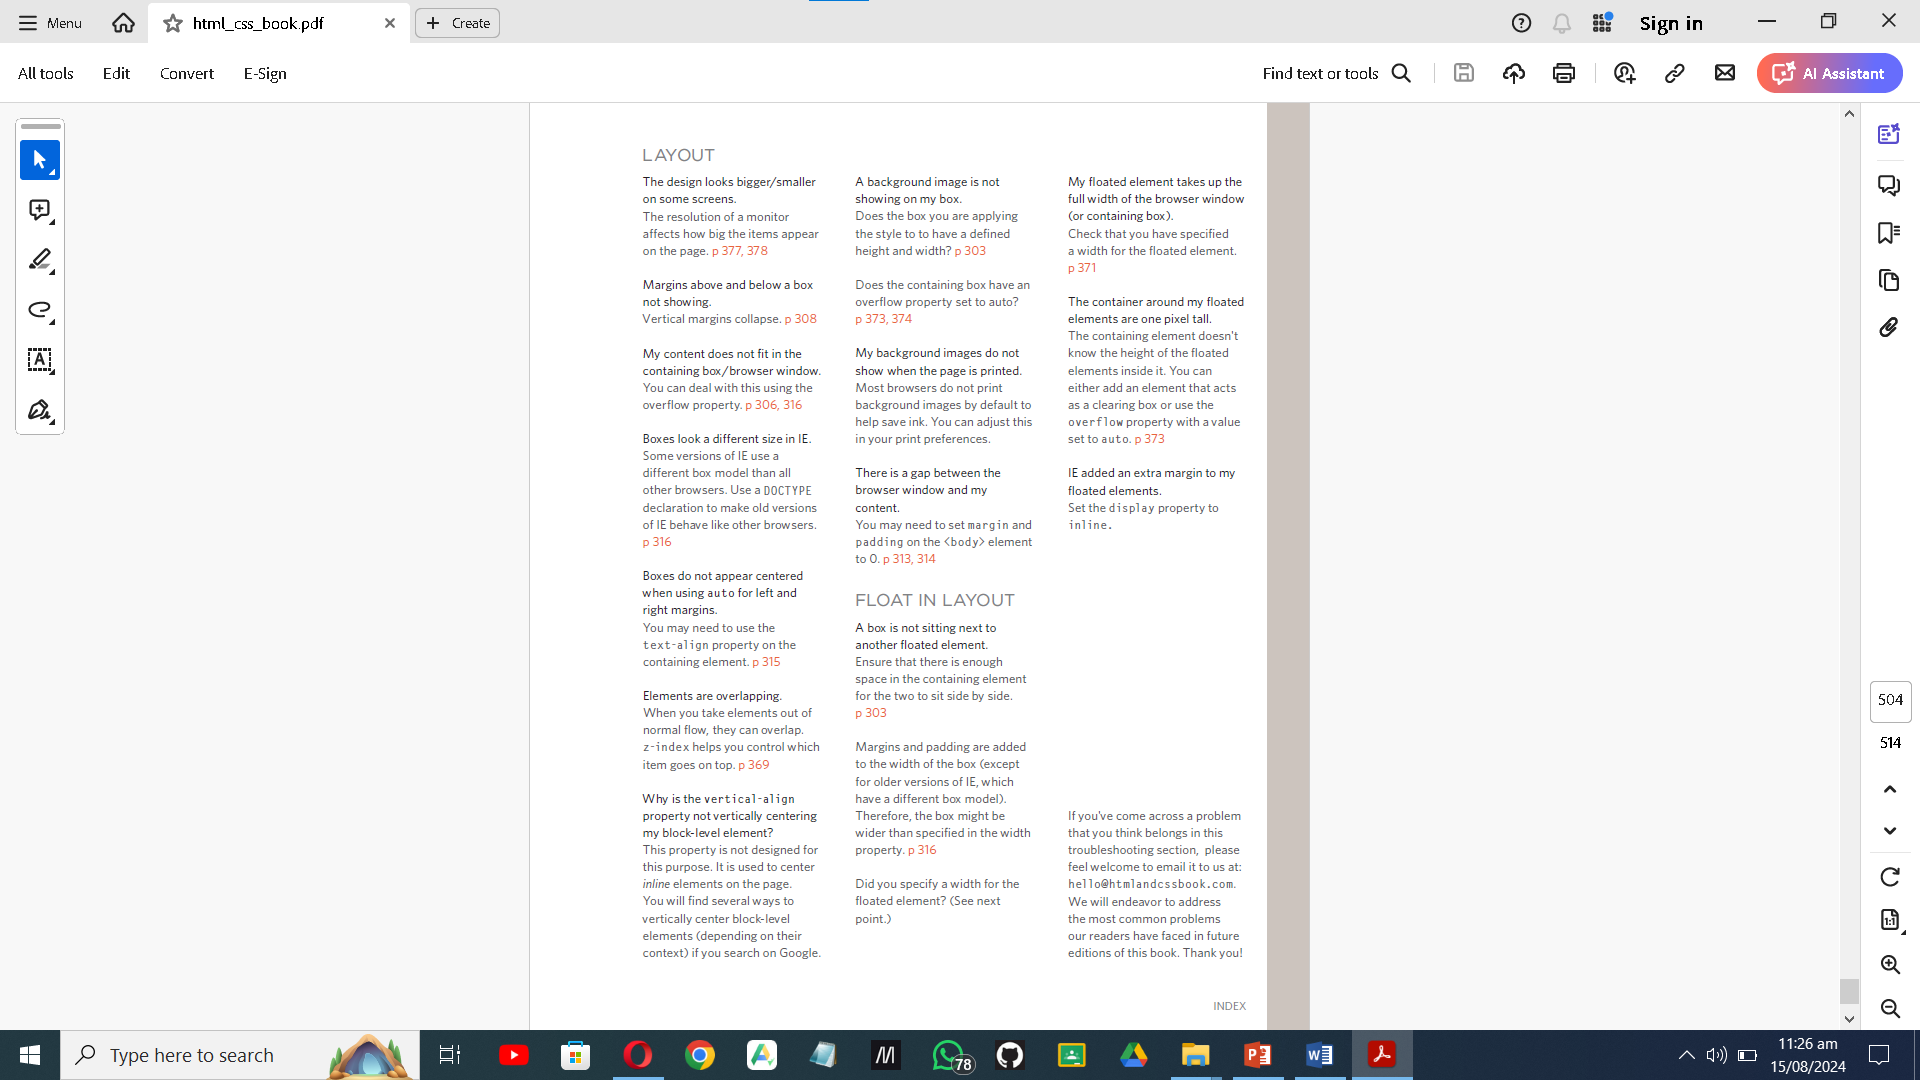 Menu
html_css_book.pdf
Create
Sign in
All tools
Edit
Convert
E-Sign
Find text or tools
AI Assistant
LAYOUT
The design looks bigger/smaller
on some screens.
The resolution of a monitor
affects how big the items appear
on the page. p 377, 378
Margins above and below a box
not showing.
Vertical margins collapse. p 308
My content does not fit in the
containing box/browser window.
You can deal with this using the
overflow property. p 306, 316
Boxes look a different size in IE.
Some versions of IE use a
different box model than all
other browsers. Use a DOCTYPE
declaration to make old versions
of IE behave like other browsers.
p 316
Boxes do not appear centered
when using auto for left and
right margins.
You may need to use the
text-align property on the
containing element. p 315
Elements are overlapping.
When you take elements out of
normal flow, they can overlap.
z-index helps you control which
item goes on top. p 369
Why is the vertical-align
property not vertically centering
my block-level element?
This property is not designed for
this purpose. It is used to center
inline elements on the page.
You will find several ways to
vertically center block-level
elements (depending on their
context) if you search on Google.
A background image is not
showing on my box.
Does the box you are applying
the style to to have a defined
height and width? p 303
Does the containing box have an
overflow property set to auto?
p 373, 374
My background images do not
show when the page is printed.
Most browsers do not print
background images by default to
help save ink. You can adjust this
in your print preferences.
There is a gap between the
browser window and my
content.
You may need to set margin and
padding on the <body> element
to 0. p 313, 314
FLOAT IN LAYOUT
A box is not sitting next to
another floated element.
Ensure that there is enough
space in the containing element
for the two to sit side by side.
p 303
Margins and padding are added
to the width of the box (except
for older versions of IE, which
have a different box model).
Therefore, the box might be
wider than specified in the width
property. p 316
Did you specify a width for the
floated element? (See next
point.)
My floated element takes up the
full width of the browser window
(or containing box).
Check that you have specified
a width for the floated element.
p 371
The container around my floated
elements are one pixel tall.
The containing element doesn't
know the height of the floated
elements inside it. You can
either add an element that acts
as a clearing box or use the
overflow property with a value
set to auto. p 373
IE added an extra margin to my
floated elements.
Set the display property to
inline.
If you've come across a problem
that you think belongs in this
troubleshooting section, please
feel welcome to email it to us at:
hello@htmlandcssbook.com.
We will endeavor to address
the most common problems
our readers have faced in future
editions of this book. Thank you!
INDEX
504
514
Type here to search
78
11:26 am
15/08/2024